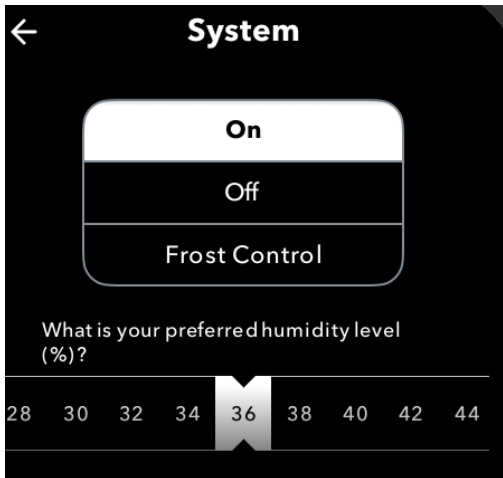 System
On
Off
Frost Control
What is your preferred humidity level
(%)?
28 30 32 34 36 38 40 42 44